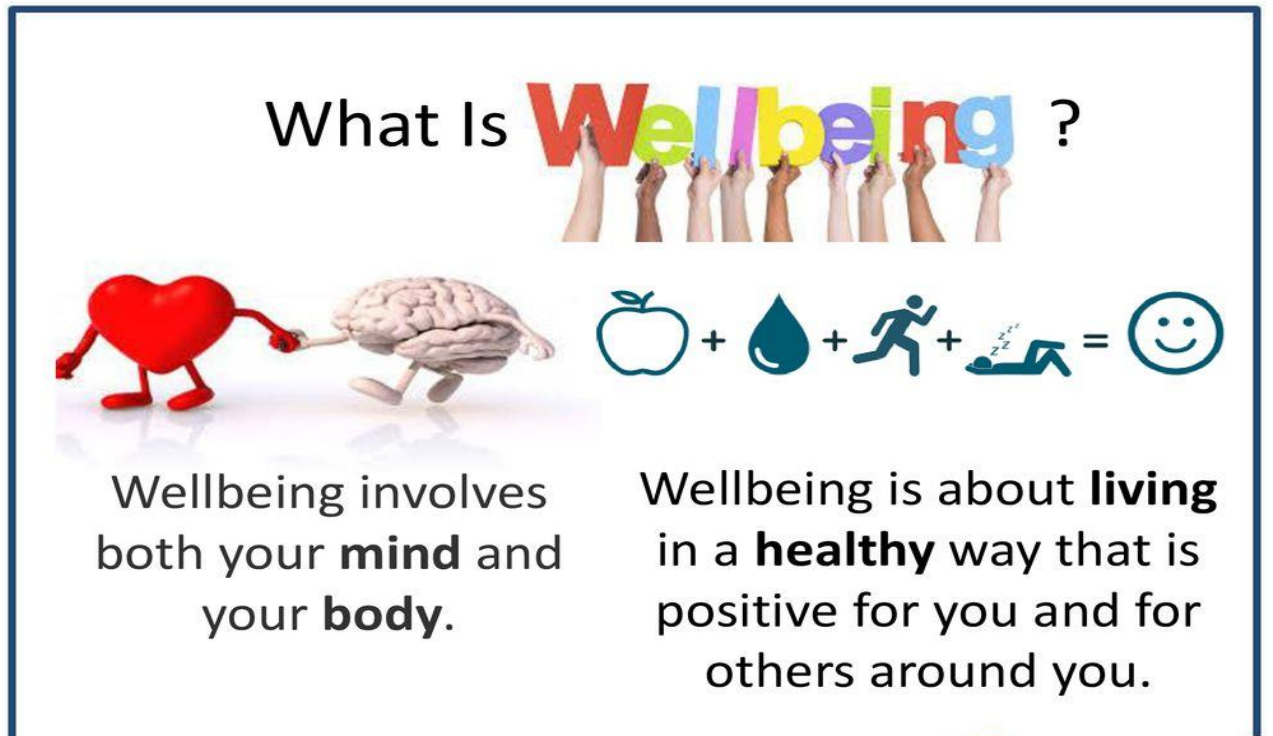 What Is Wellbeing ?
z z z z z
+ + + =
Wellbeing involves
both your mind and
your body.
Wellbeing is about living
in a healthy way that is
positive for you and for
others around you.